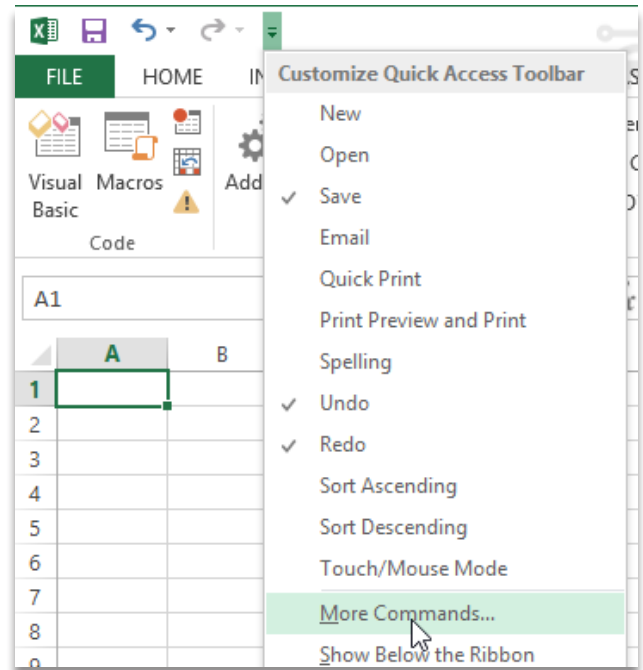 FILE HOME
Customize Quick Access Toolbar
New
Open
Save
Email
Quick Print
Print Preview and Print
Spelling
Undo
Redo
Sort Ascending
Sort Descending
Touch/Mouse Mode
More Commands...
Show Below the Ribbon
Visual Basic
Macros
Add
Code
A1
A B
1
2
3
4
5
6
7
8
9